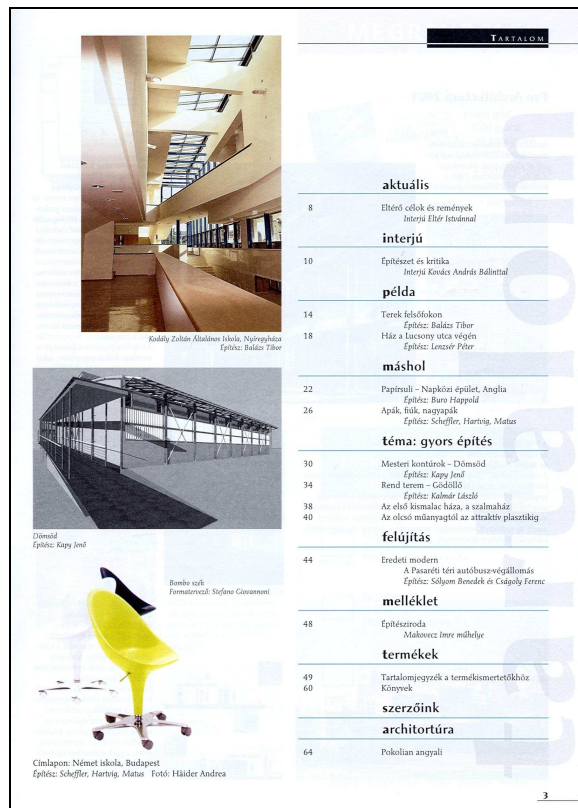 TARTALOM
Kodály Zoltán Általános Iskola, Nyíregyháza
Építész: Balázs Tibor
Dömsöd
Építész: Kapy Jenő
Bombo szék
Formatervező: Stefano Giovannoni
Címlapon: Német iskola, Budapest
Építész: Scheffler, Hartvig, Matus Fotó: Häider Andrea
aktuális
8 Eltérő célok és remények
Interjú Eltér Istvánnal
interjú
10 Építészet és kritika
Interjú Kovács András Bálinttal
példa
14 Terek felsőfokon
Építész: Balázs Tibor
18 Ház a Lucsony utca végén
Építész: Lenzsér Péter
máshol
22 Papírsuli – Napközi épület, Anglia
Építész: Buro Happold
26 Apák, fiúk, nagyapák
Építész: Scheffler, Hartvig, Matus
téma: gyors építés
30 Mesteri kontúrok – Dömsöd
Építész: Kapy Jenő
34 Rend terem – Gödöllő
Építész: Kalmár László
38 Az első kismalac háza, a szalmaház
40 Az olcsó műanyagtól az attraktív plasztikig
felújítás
44 Eredeti modern
A Pasaréti téri autóbusz-végállomás
Építész: Sólyom Benedek és Cságoly Ferenc
melléklet
48 Építésziroda
Makovecz Imre műhelye
termékek
49 Tartalomjegyzék a termékismertetőkhöz
60 Könyvek
szerzőink
architortúra
64 Pokolian angyali
tartalom
3